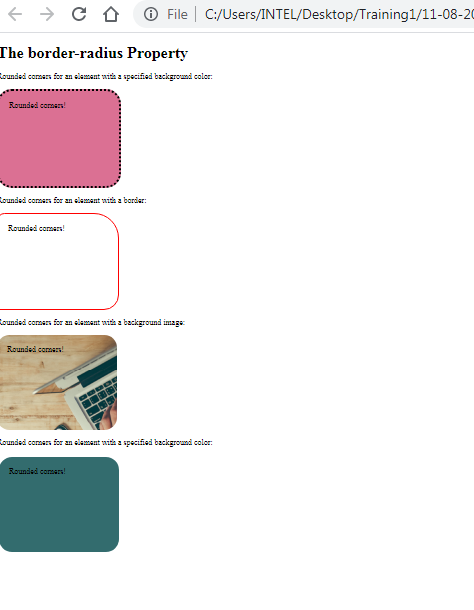 File C:/Users/INTEL/Desktop/Training1/11-08-20
The border-radius Property
Rounded corners for an element with a specified background color:
Rounded corners!
Rounded corners for an element with a border:
Rounded corners!
Rounded corners for an element with a background image:
Rounded corners!
Rounded corners for an element with a specified background color:
Rounded corners!